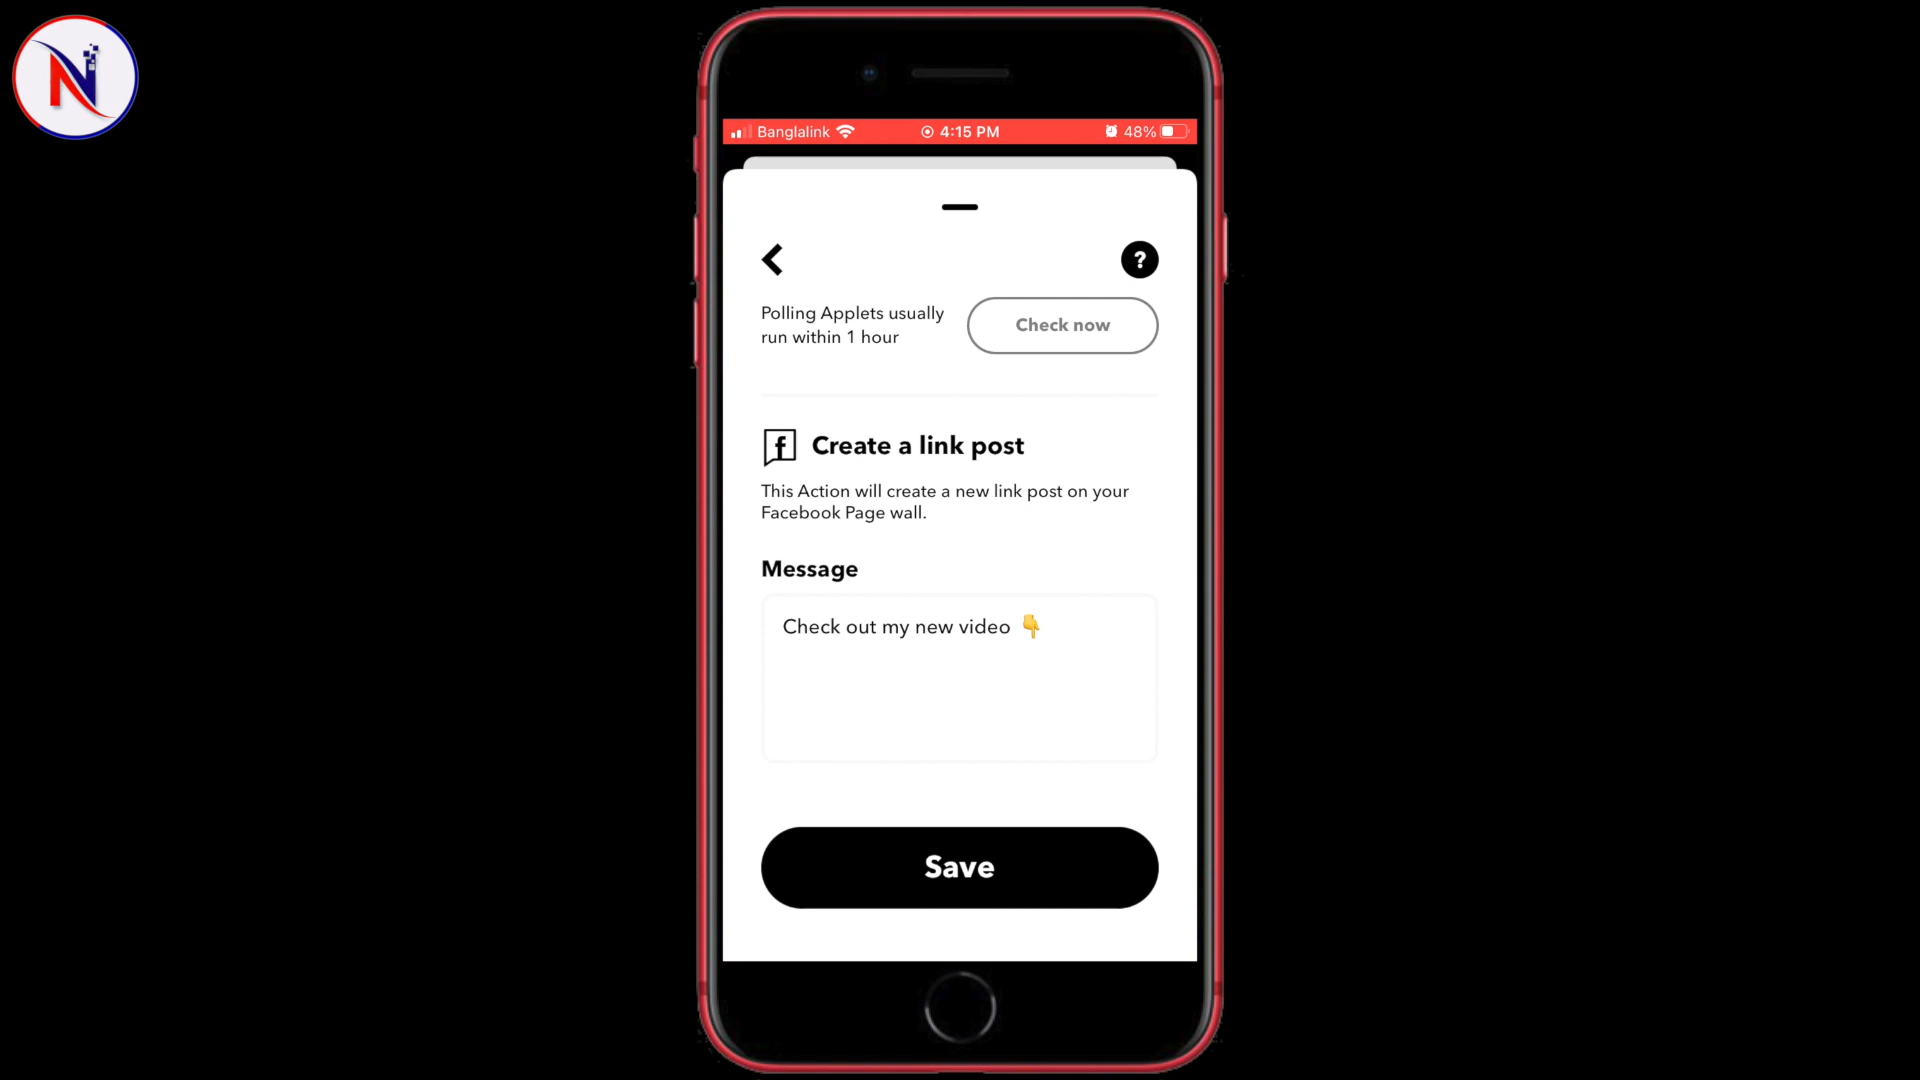 N
Banglalink 4:15 PM 48%
?
Polling Applets usually
run within 1 hour
Check now
f Create a link post
This Action will create a new link post on your
Facebook Page wall.
Message
Check out my new video 👇
Save